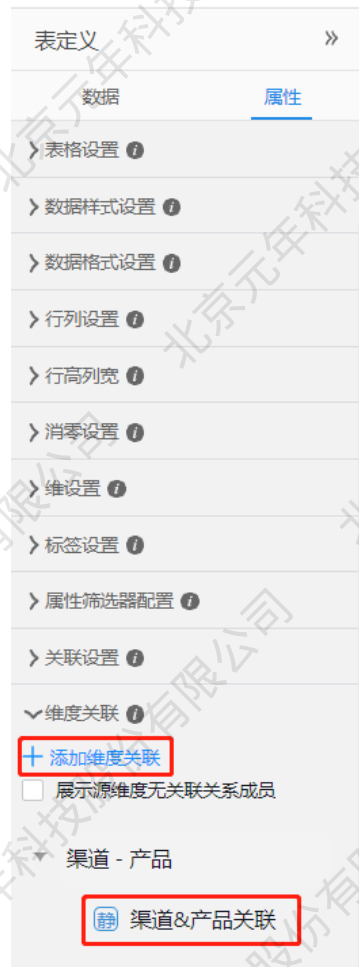 表定义 »
数据 属性
表格设置
数据样式设置
数据格式设置
行列设置
行高列宽
消零设置
维设置
标签设置
属性筛选器配置
关联设置
维度关联
+ 添加维度关联
展示源维度无关联关系成员
渠道 - 产品
静 渠道&产品关联